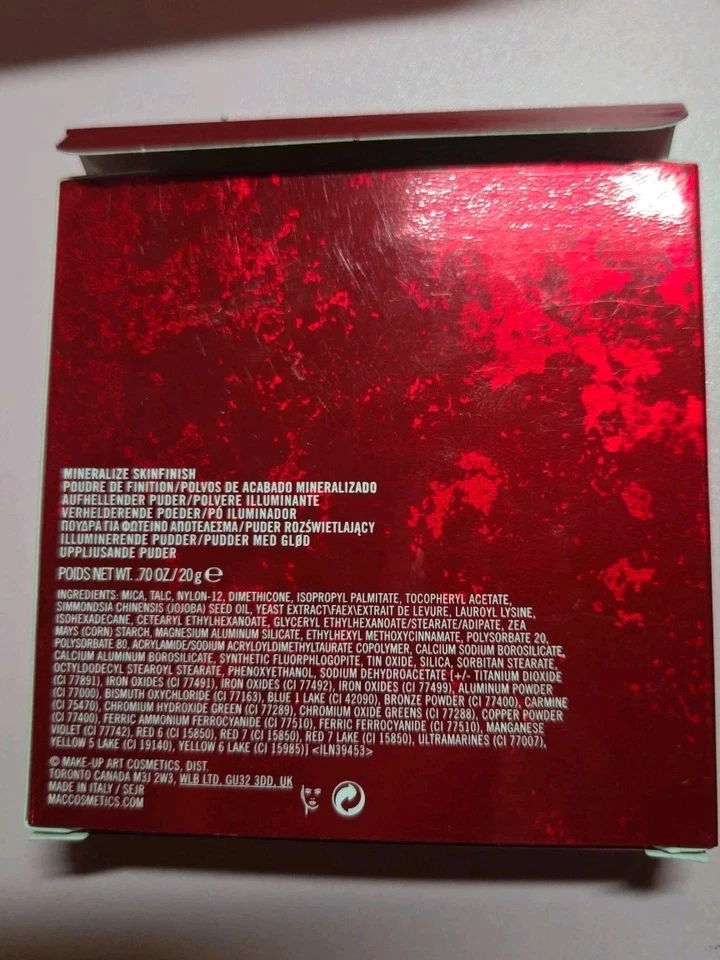 MINERALIZE SKINFINISH
POUDRE DE FINITION/POLVOS DE ACABADO MINERALIZADO
AUFHELLENDER PUDER/POLVERE ILLUMINANTE
VERHELDERENDE POEDER/PÓ ILUMINADOR
ΠΟΥΔΡΑ ΓΙΑ ΦΩΤΕΙΝΟ ΑΠΟΤΕΛΕΣΜΑ/PUDER ROZŚWIETLAJĄCY
ILLUMINERENDE PUDDER/PUDDER MED GLØD
UPPLJUSANDE PUDER
POIDS NET WT. .70 OZ./20 g ℮
INGREDIENTS: MICA, TALC, NYLON-12, DIMETHICONE, ISOPROPYL PALMITATE, TOCOPHERYL ACETATE,
SIMMONDSIA CHINENSIS (JOJOBA) SEED OIL, YEAST EXTRACT\FAEX\EXTRAIT DE LEVURE, LAUROYL LYSINE,
ISOHEXADECANE, CETEARYL ETHYLHEXANOATE, GLYCERYL ETHYLHEXANOATE/STEARATE/ADIPATE, ZEA
MAYS (CORN) STARCH, MAGNESIUM ALUMINUM SILICATE, ETHYLHEXYL METHOXYCINNAMATE, POLYSORBATE 20,
POLYSORBATE 80, ACRYLAMIDE/SODIUM ACRYLOYLDIMETHYLTAURATE COPOLYMER, CALCIUM SODIUM BOROSILICATE,
CALCIUM ALUMINUM BOROSILICATE, SYNTHETIC FLUORPHLOGOPITE, TIN OXIDE, SILICA, SORBITAN STEARATE,
OCTYLDODECYL STEAROYL STEARATE, PHENOXYETHANOL, SODIUM DEHYDROACETATE [+/- TITANIUM DIOXIDE
(CI 77891), IRON OXIDES (CI 77491), IRON OXIDES (CI 77492), IRON OXIDES (CI 77499), ALUMINUM POWDER
(CI 77000), BISMUTH OXYCHLORIDE (CI 77163), BLUE 1 LAKE (CI 42090), BRONZE POWDER (CI 77400), CARMINE
(CI 75470), CHROMIUM HYDROXIDE GREEN (CI 77289), CHROMIUM OXIDE GREENS (CI 77288), COPPER POWDER
(CI 77400), FERRIC AMMONIUM FERROCYANIDE (CI 77510), FERRIC FERROCYANIDE (CI 77510), MANGANESE
VIOLET (CI 77742), RED 6 (CI 15850), RED 7 (CI 15850), RED 7 LAKE (CI 15850), ULTRAMARINES (CI 77007),
YELLOW 5 LAKE (CI 19140), YELLOW 6 LAKE (CI 15985)] <ILN39453>
© MAKE-UP ART COSMETICS, DIST.
TORONTO CANADA M3J 2W3, WLB LTD, GU32 3DD, UK
MADE IN ITALY / SEJR
MACCOSMETICS.COM